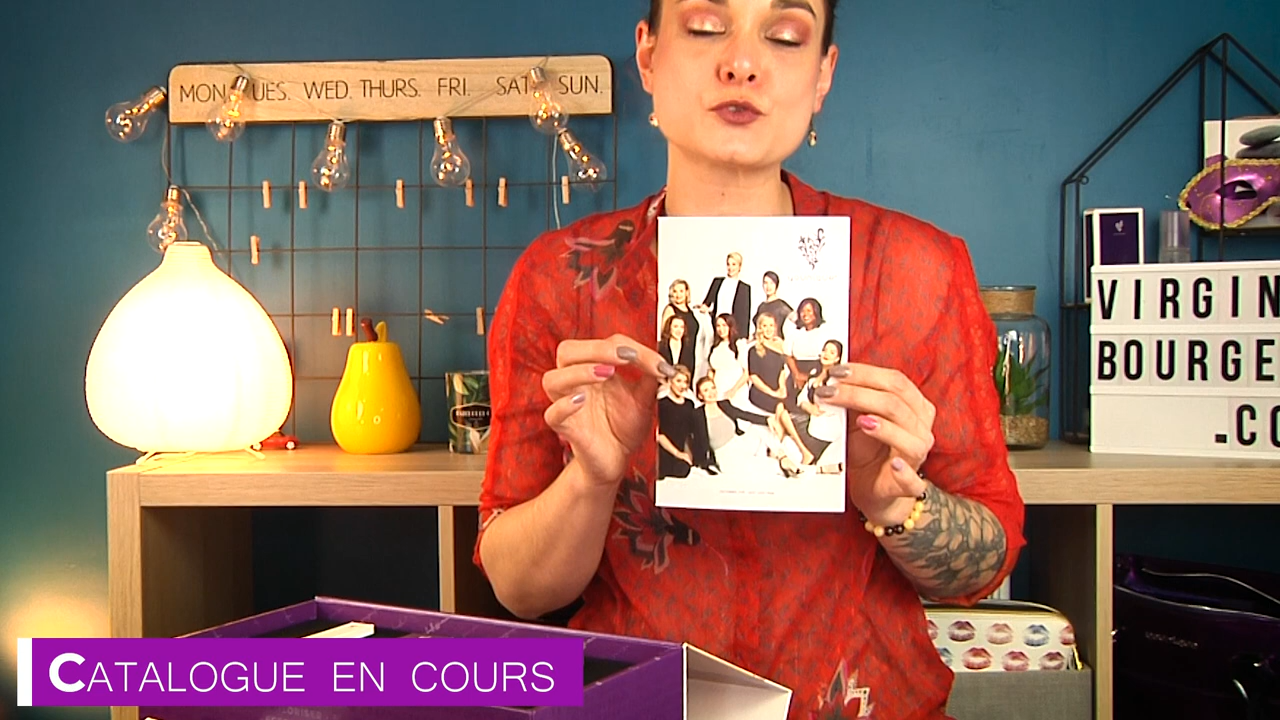 MON. TUES. WED. THURS. FRI. SAT. SUN.
VIRGIN
BOURGE
.CO
CATALOGUE EN COURS